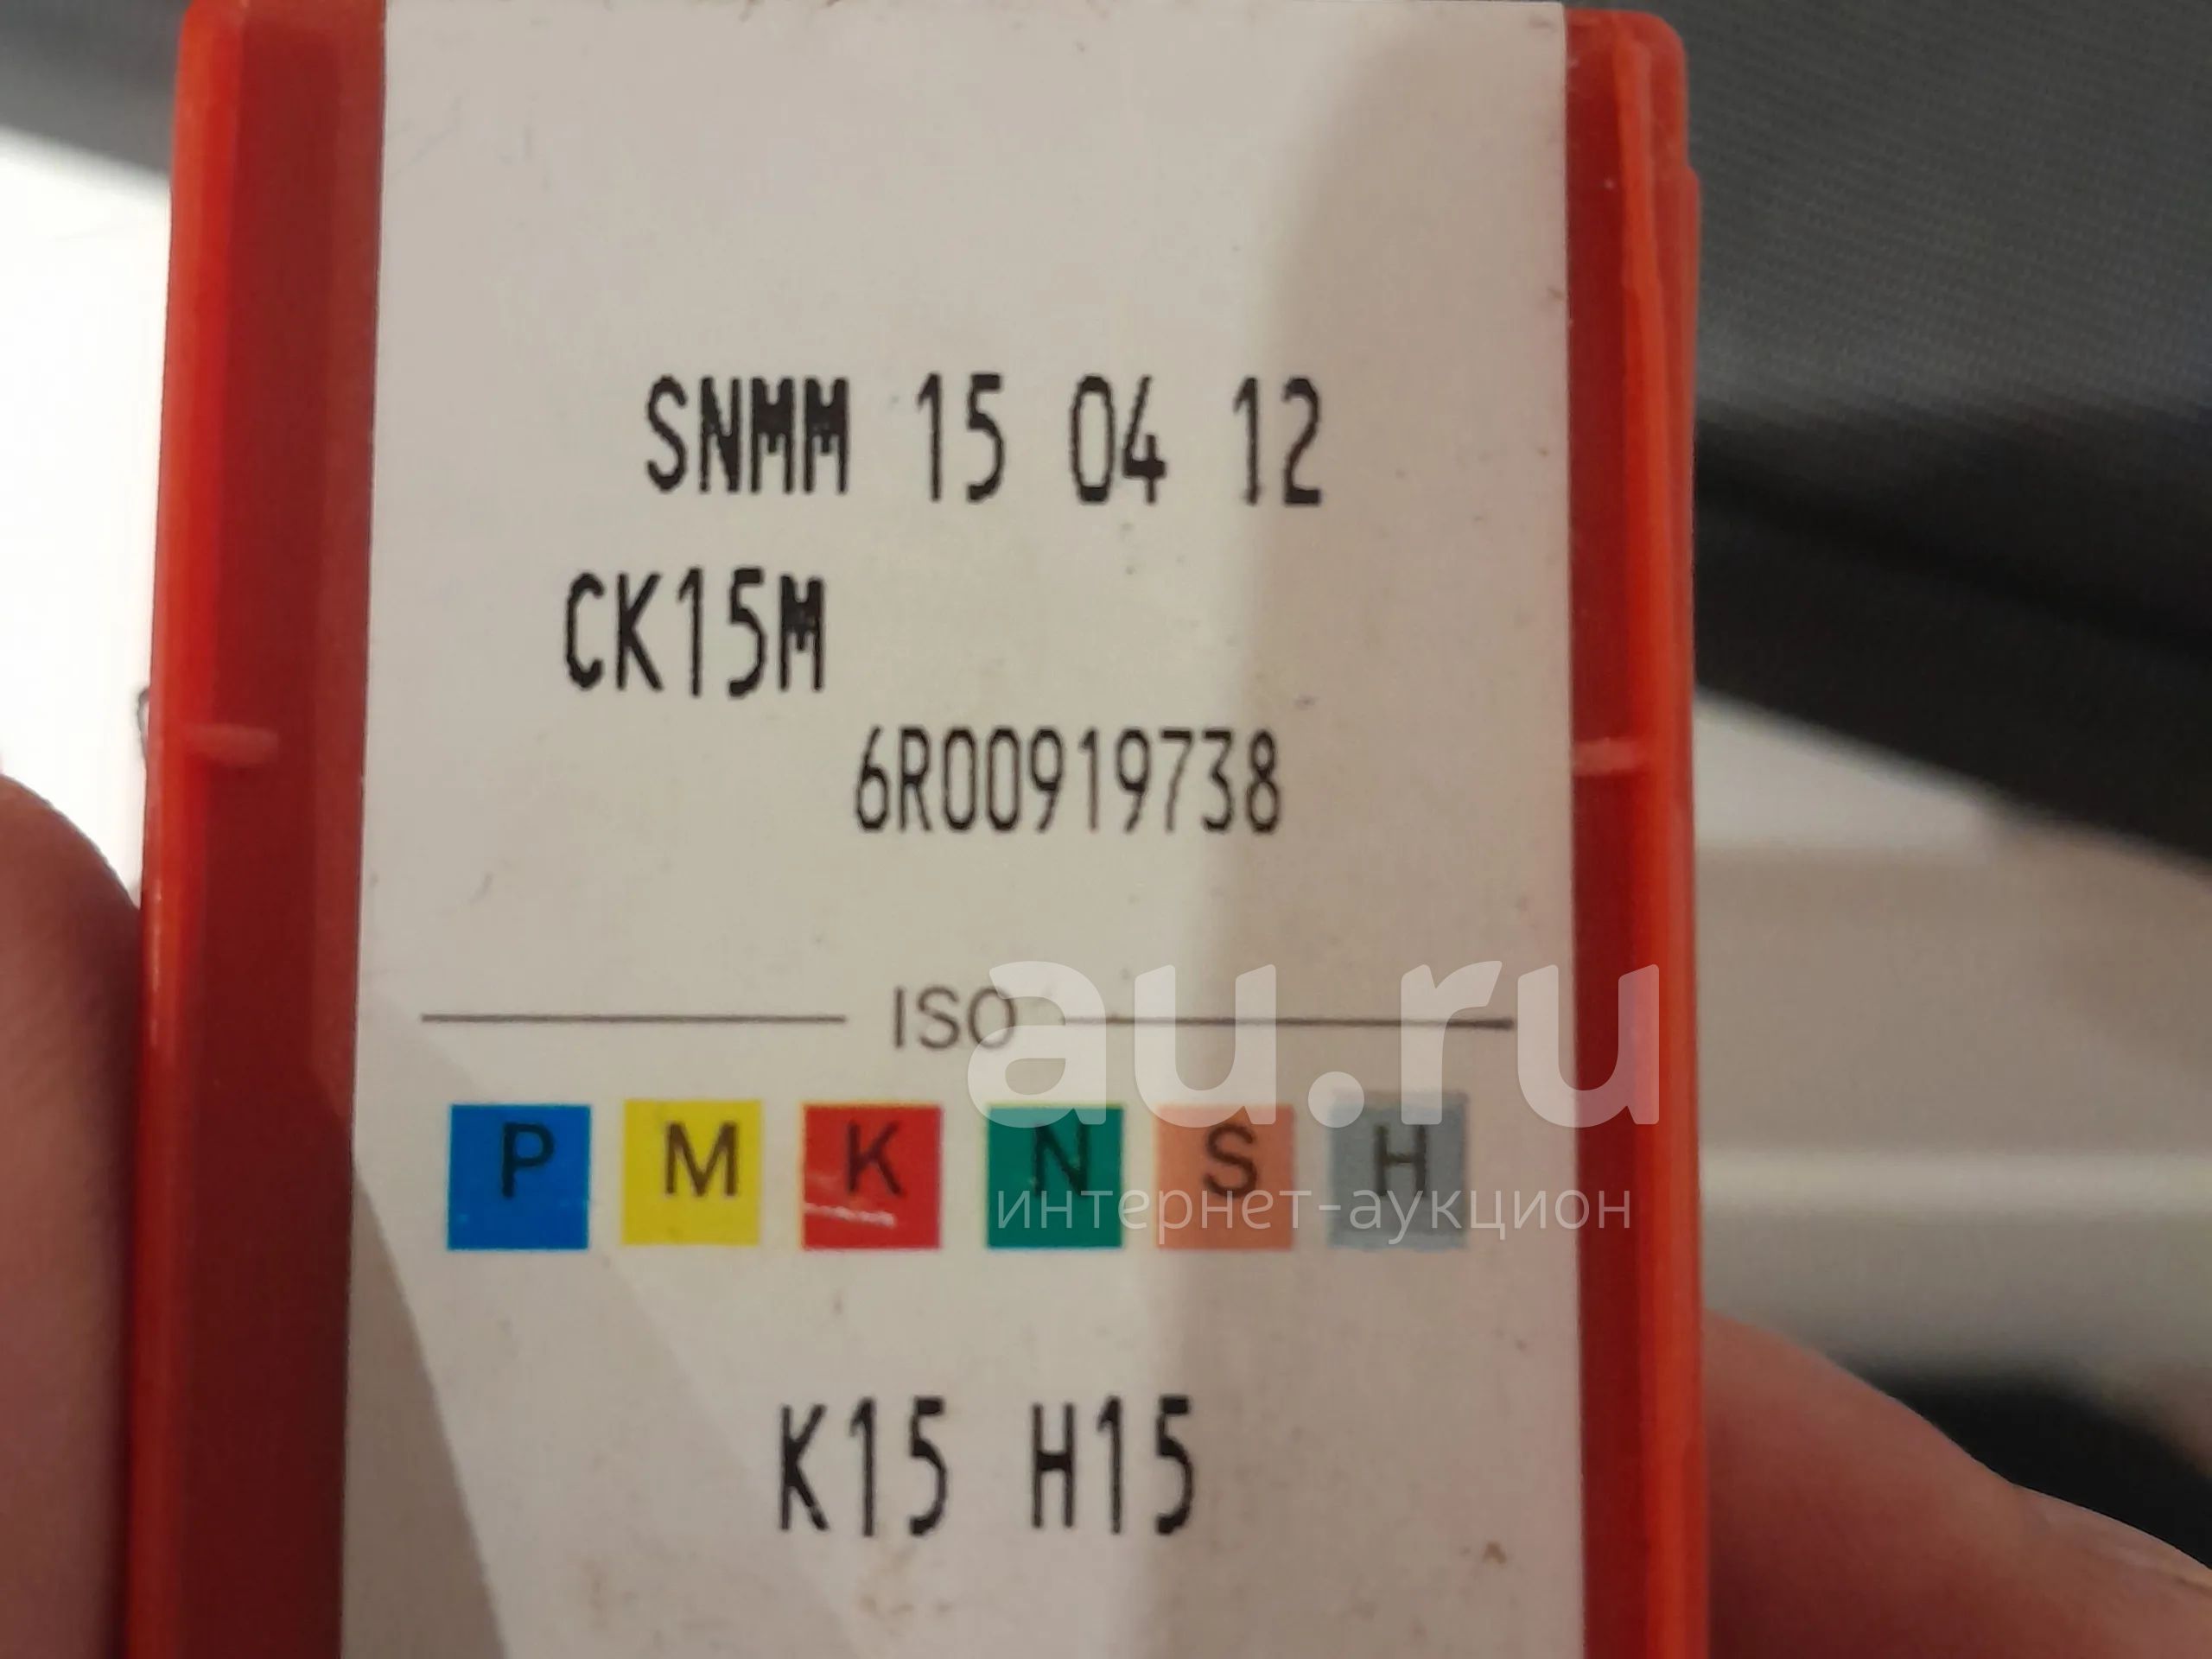 SNMM 15 04 12
CK15M
6R00919738
ISO
P M K N S H
K15 H15
au.ru
интернет-аукцион